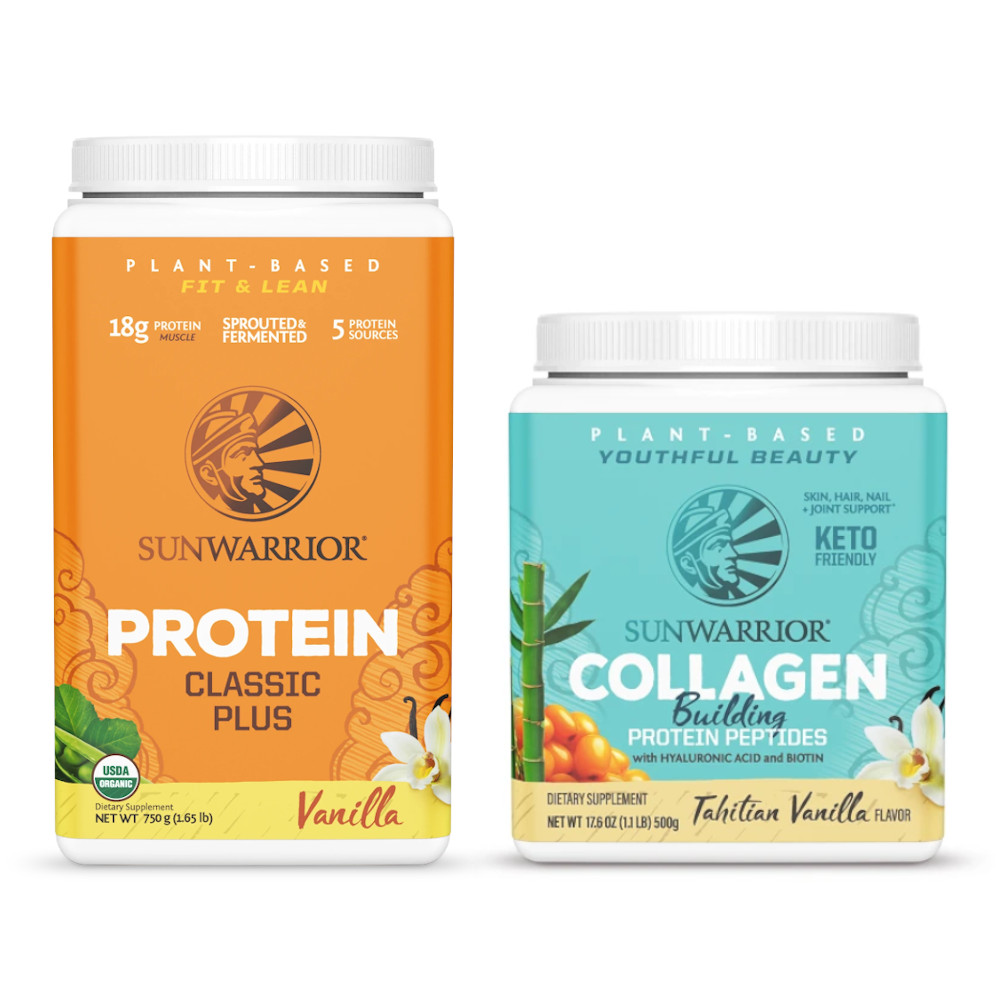 PLANT-BASED
FIT & LEAN
18g PROTEIN MUSCLE
SPROUTED & FERMENTED
5 PROTEIN SOURCES
SUNWARRIOR®
PROTEIN
CLASSIC
PLUS
USDA
ORGANIC
Dietary Supplement
NET WT 750 g (1.65 lb)
Vanilla
PLANT-BASED
YOUTHFUL BEAUTY
SKIN, HAIR, NAIL
+ JOINT SUPPORT*
KETO
FRIENDLY
SUNWARRIOR®
COLLAGEN
Building
PROTEIN PEPTIDES
with HYALURONIC ACID and BIOTIN
DIETARY SUPPLEMENT
NET WT 17.6 OZ (1.1 LB) 500g
Tahitian Vanilla FLAVOR